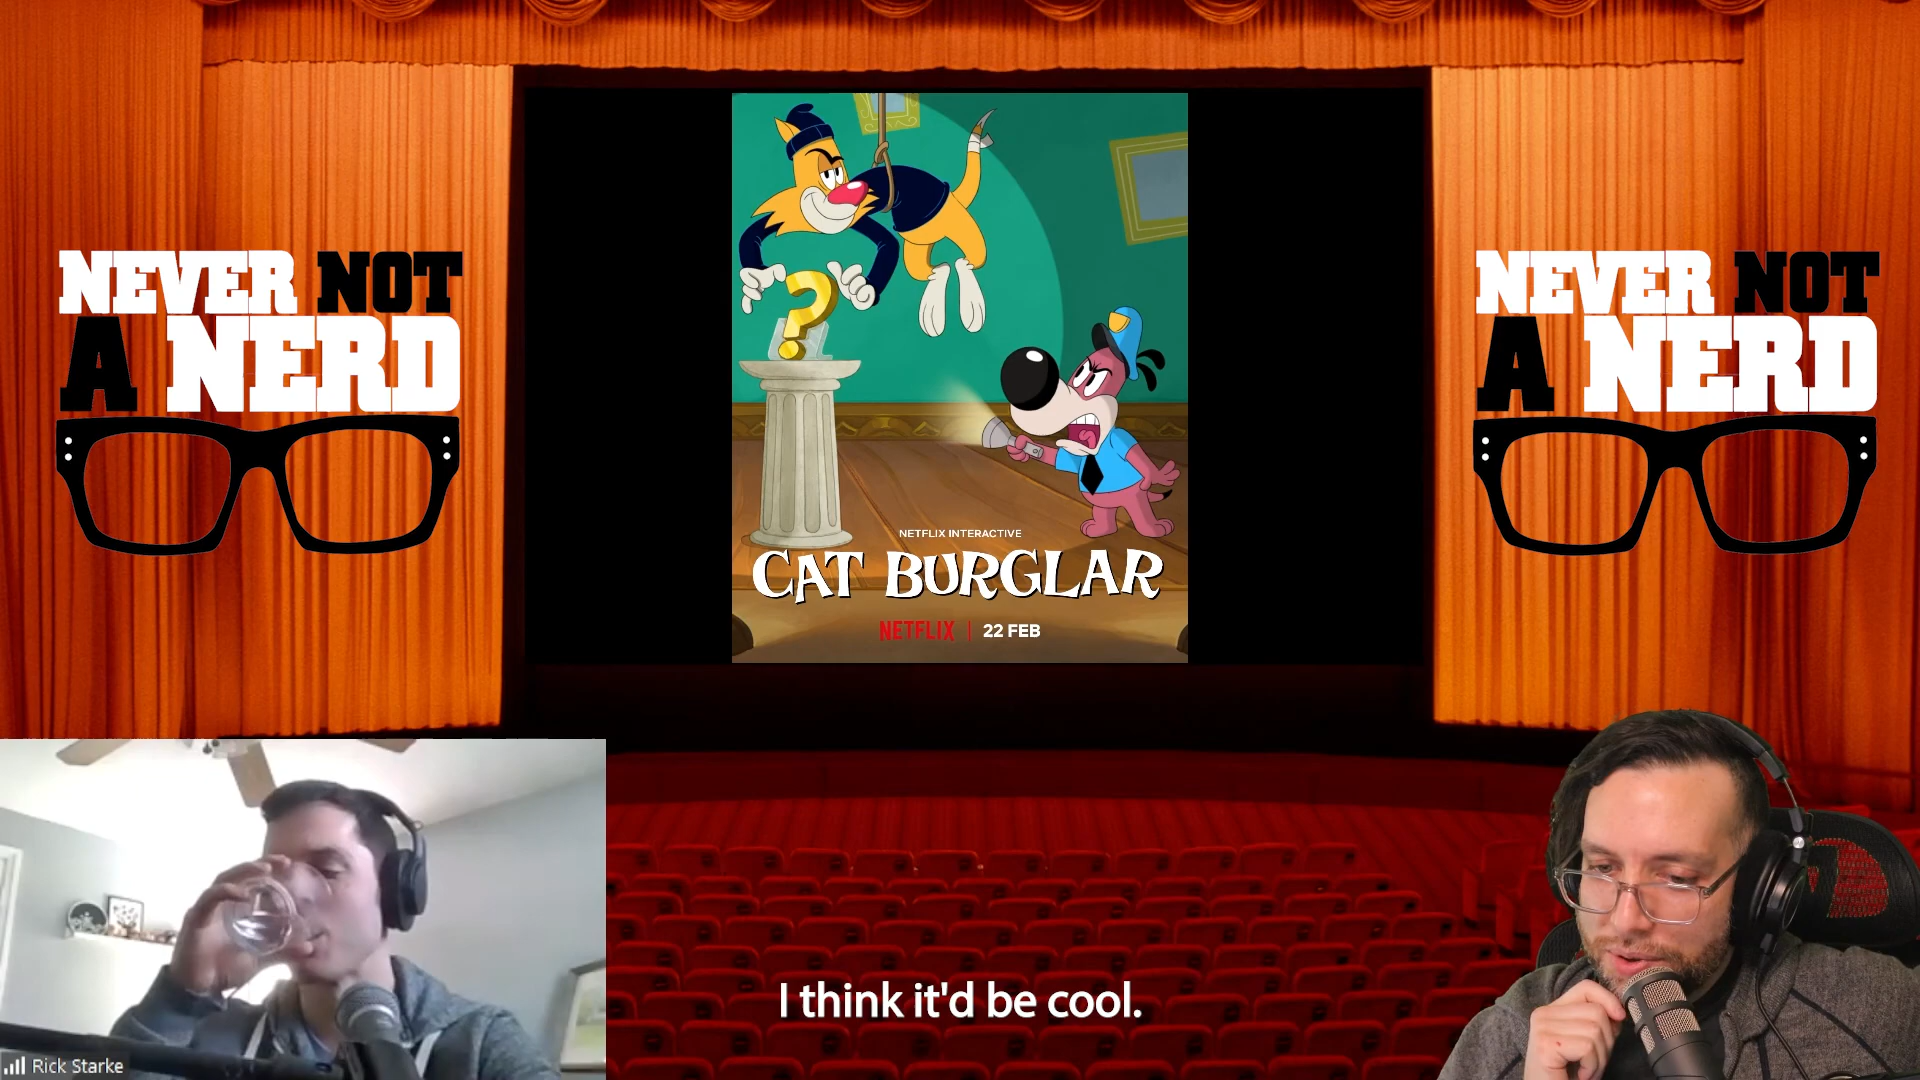 NEVER NOT
A NERD
NETFLIX INTERACTIVE
CAT BURGLAR
NETFLIX | 22 FEB
NEVER NOT
A NERD
I think it'd be cool.
Rick Starke